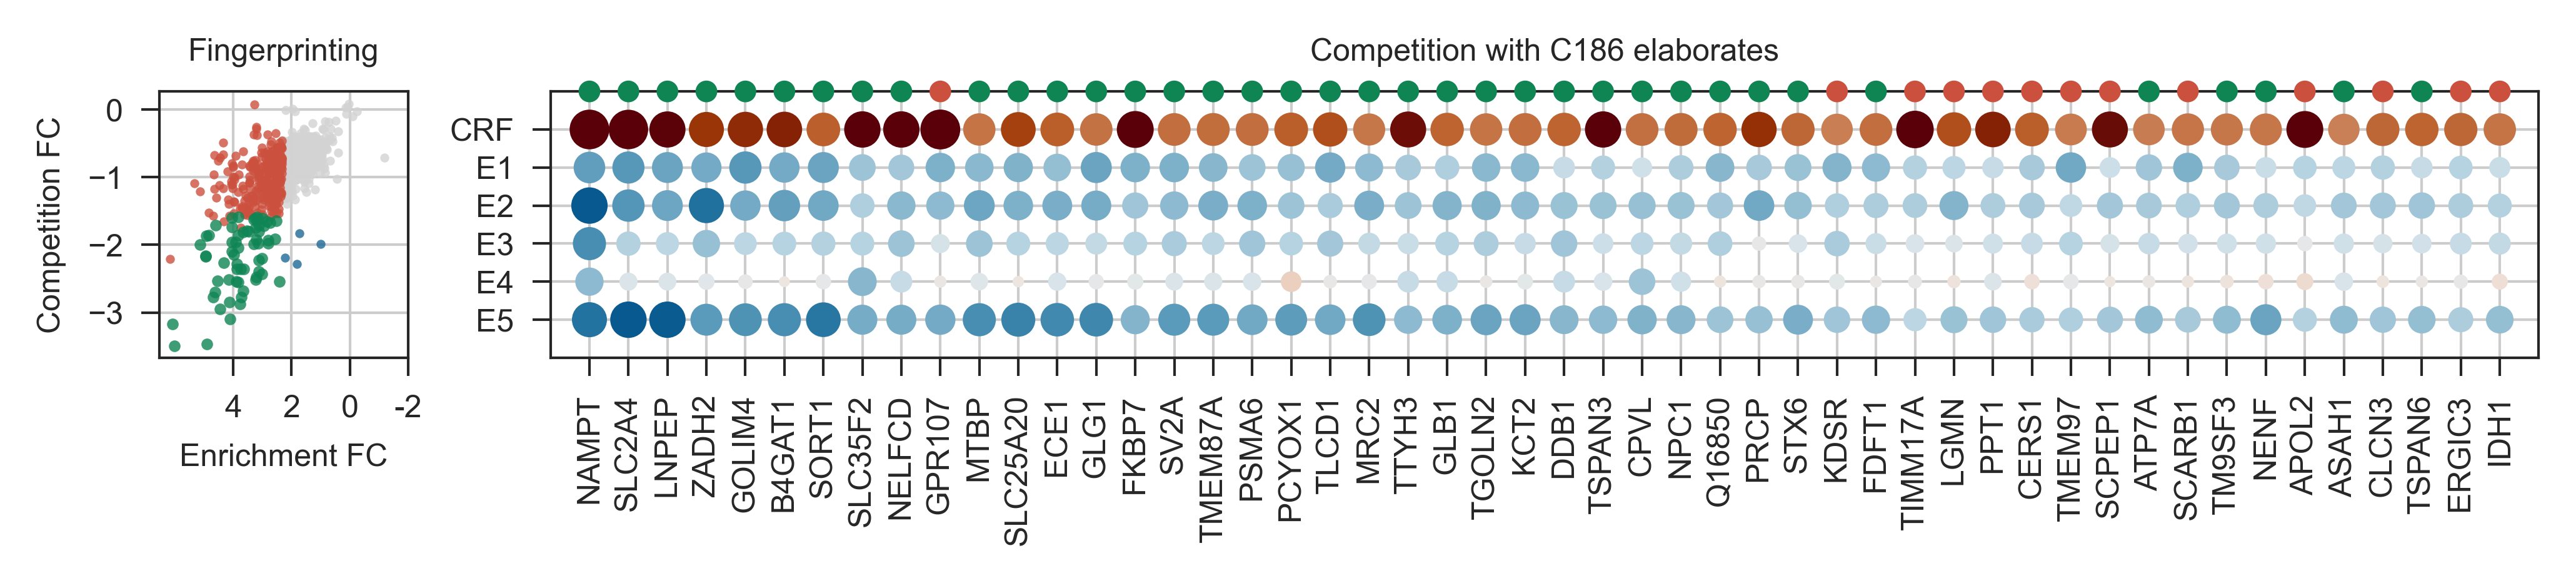 Fingerprinting
Competition FC
0
−1
−2
−3
4 2 0 -2
Enrichment FC
Competition with C186 elaborates
CRF
E1
E2
E3
E4
E5
NAMPT
SLC2A4
LNPEP
ZADH2
GOLIM4
B4GAT1
SORT1
SLC35F2
NELFCD
GPR107
MTBP
SLC25A20
ECE1
GLG1
FKBP7
SV2A
TMEM87A
PSMA6
PCYOX1
TLCD1
MRC2
TTYH3
GLB1
TGOLN2
KCT2
DDB1
TSPAN3
CPVL
NPC1
Q16850
PRCP
STX6
KDSR
FDFT1
TIMM17A
LGMN
PPT1
CERS1
TMEM97
SCPEP1
ATP7A
SCARB1
TM9SF3
NENF
APOL2
ASAH1
CLCN3
TSPAN6
ERGIC3
IDH1